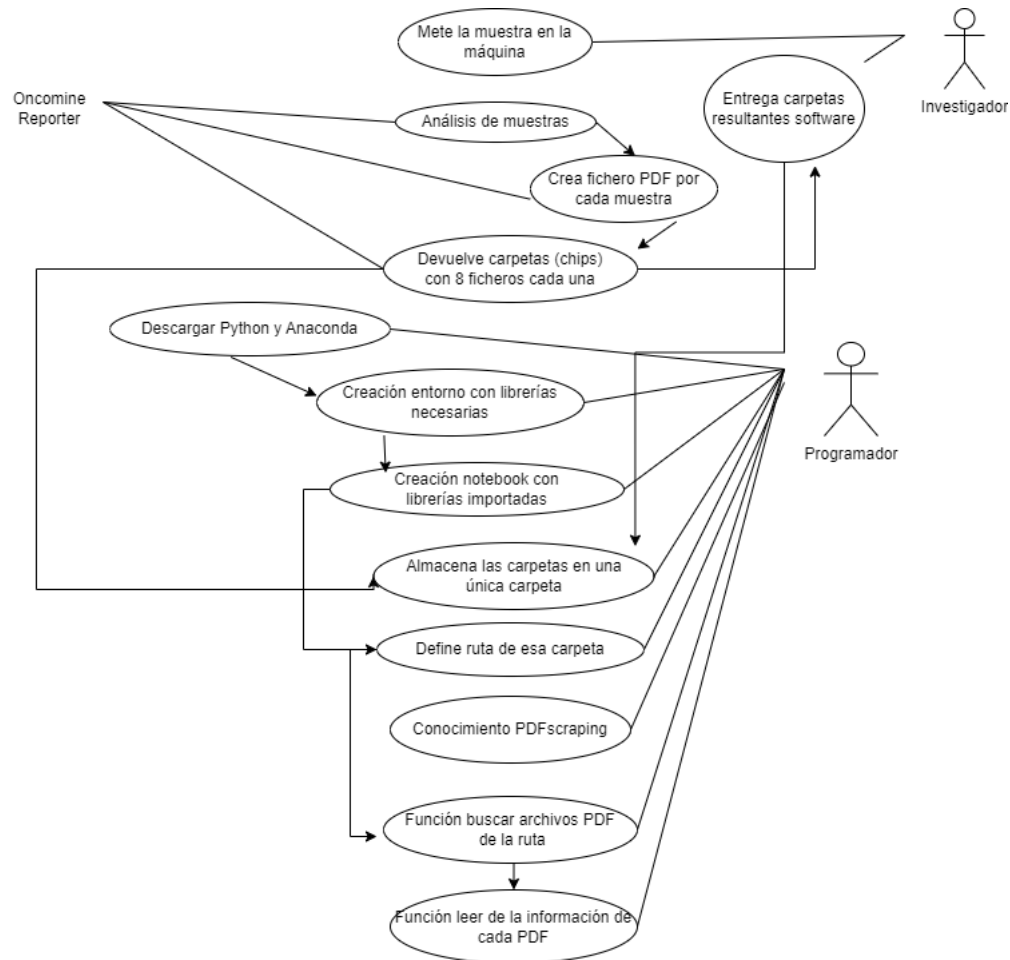 Mete la muestra en la
máquina
Investigador
Entrega carpetas
resultantes software
Oncomine
Reporter
Análisis de muestras
Crea fichero PDF por
cada muestra
Devuelve carpetas (chips)
con 8 ficheros cada una
Descargar Python y Anaconda
Creación entorno con librerías
necesarias
Programador
Creación notebook con
librerías importadas
Almacena las carpetas en una
única carpeta
Define ruta de esa carpeta
Conocimiento PDFscraping
Función buscar archivos PDF
de la ruta
Función leer de la información de
cada PDF